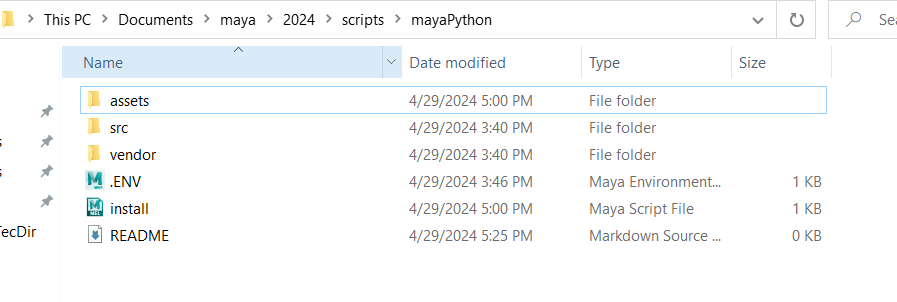 This PC > Documents > maya > 2024 > scripts > mayaPython
Name Date modified Type Size
assets 4/29/2024 5:00 PM File folder
src 4/29/2024 3:40 PM File folder
vendor 4/29/2024 3:40 PM File folder
.ENV 4/29/2024 3:46 PM Maya Environment... 1 KB
install 4/29/2024 5:00 PM Maya Script File 1 KB
README 4/29/2024 5:25 PM Markdown Source ... 0 KB